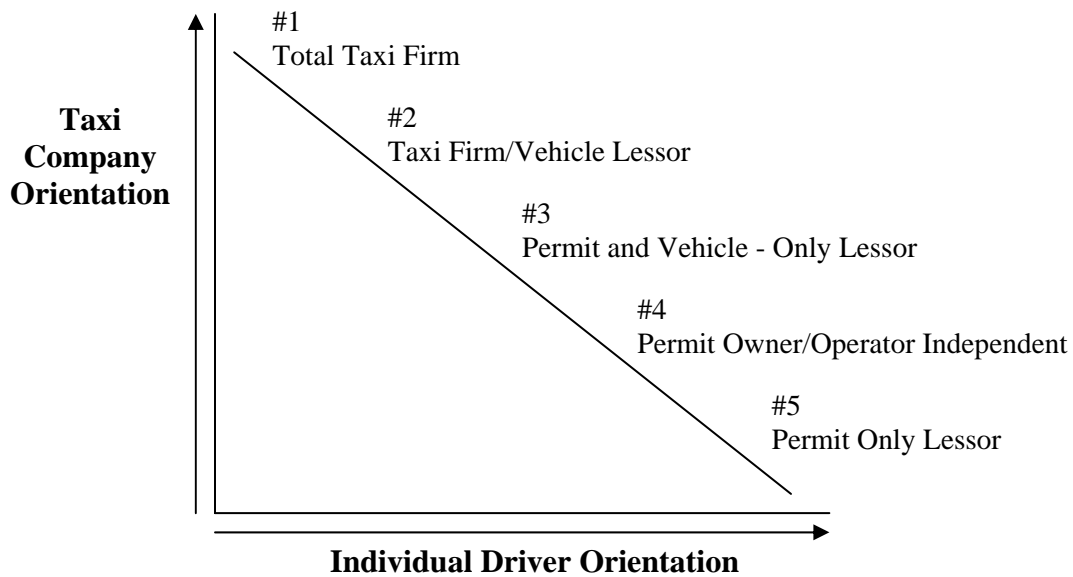 #1
Total Taxi Firm
Taxi
Company
Orientation
#2
Taxi Firm/Vehicle Lessor
#3
Permit and Vehicle - Only Lessor
#4
Permit Owner/Operator Independent
#5
Permit Only Lessor
Individual Driver Orientation